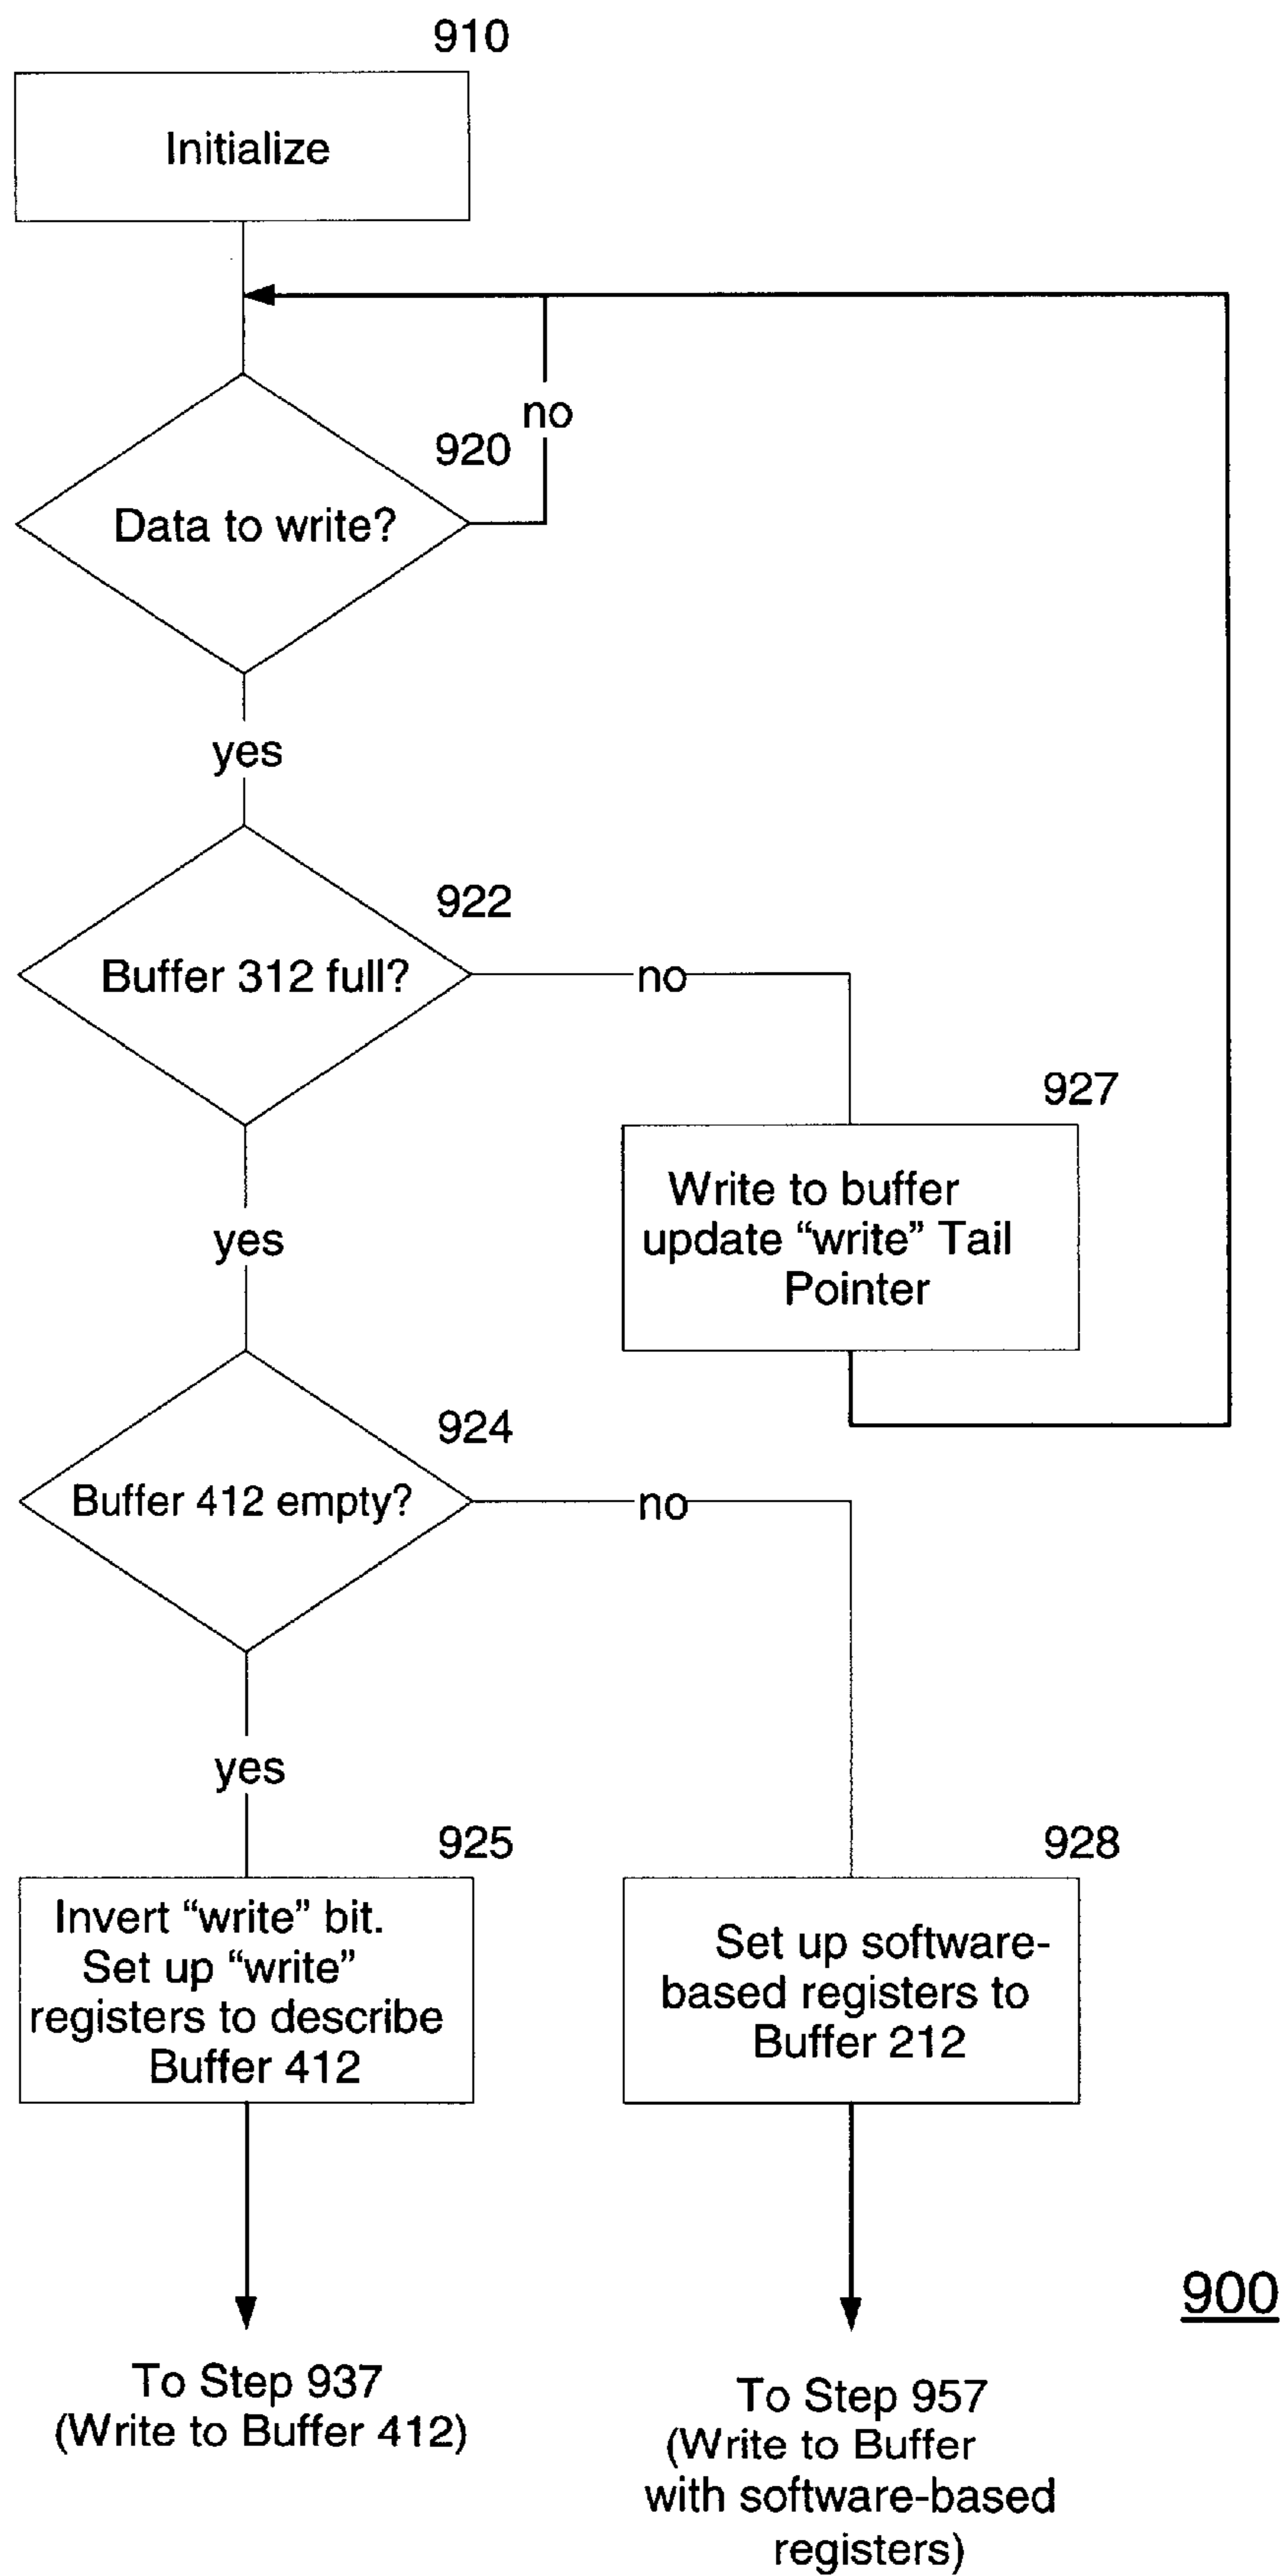 910
Initialize
no
920
Data to write?
yes
922
Buffer 312 full?
no
927
Write to buffer
update “write” Tail
Pointer
yes
924
Buffer 412 empty?
no
yes
925
Invert “write” bit.
Set up “write”
registers to describe
Buffer 412
928
Set up software-
based registers to
Buffer 212
900
To Step 937
(Write to Buffer 412)
To Step 957
(Write to Buffer
with software-based
registers)